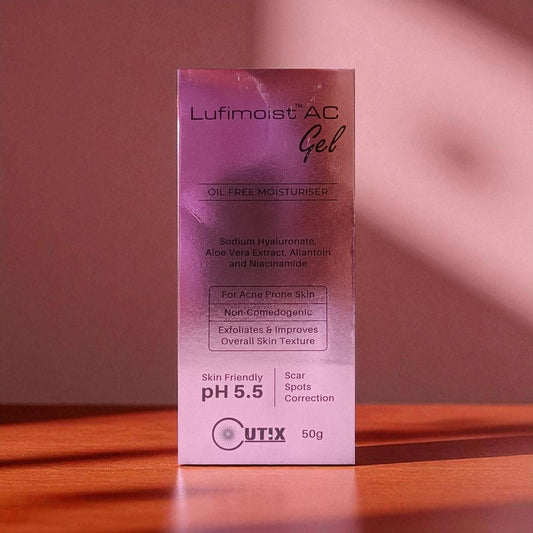 Lufimoist™ AC
Gel
OIL FREE MOISTURISER
Sodium Hyaluronate,
Aloe Vera Extract, Allantoin
and Niacinamide
For Acne Prone Skin
Non-Comedogenic
Exfoliates & Improves
Overall Skin Texture
Skin Friendly
pH 5.5
Scar
Spots
Correction
CUTIX
50g